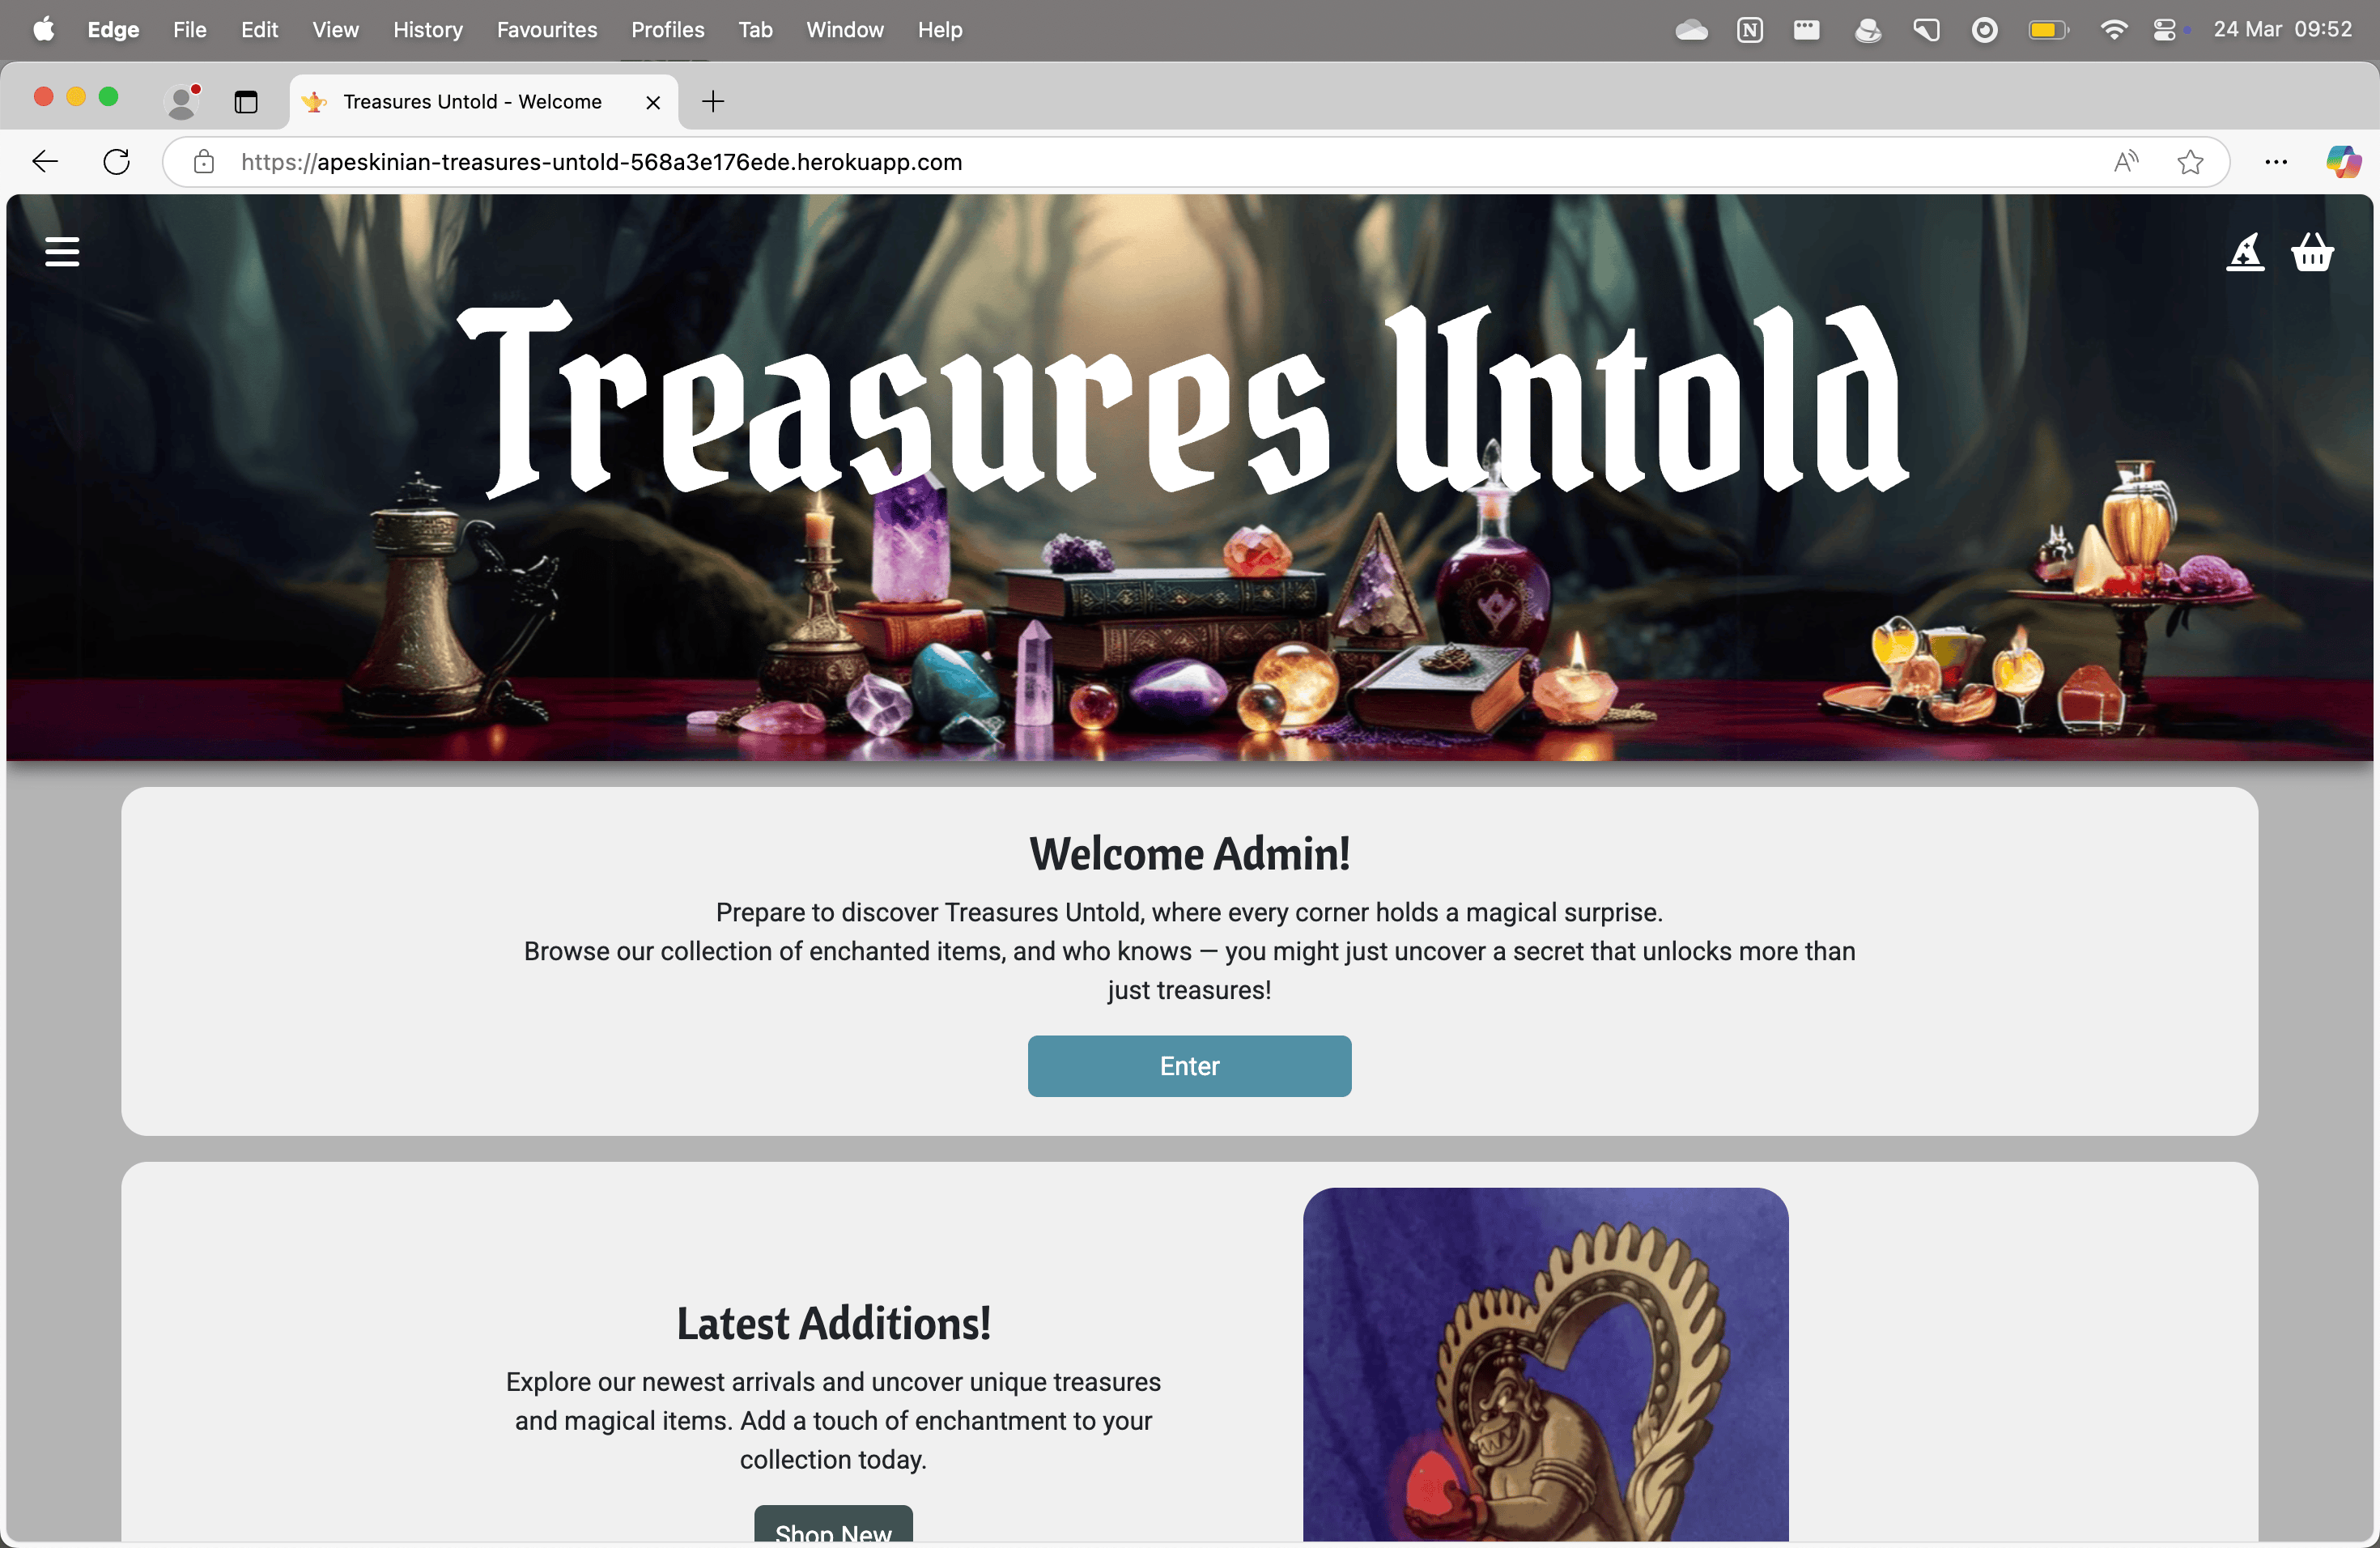 Edge File Edit View History Favourites Profiles Tab Window Help 24 Mar 09:52
Treasures Untold - Welcome
https://apeskinian-treasures-untold-568a3e176ede.herokuapp.com
Treasures Untold
Welcome Admin!
Prepare to discover Treasures Untold, where every corner holds a magical surprise.
Browse our collection of enchanted items, and who knows — you might just uncover a secret that unlocks more than
just treasures!
Enter
Latest Additions!
Explore our newest arrivals and uncover unique treasures
and magical items. Add a touch of enchantment to your
collection today.
Shop New